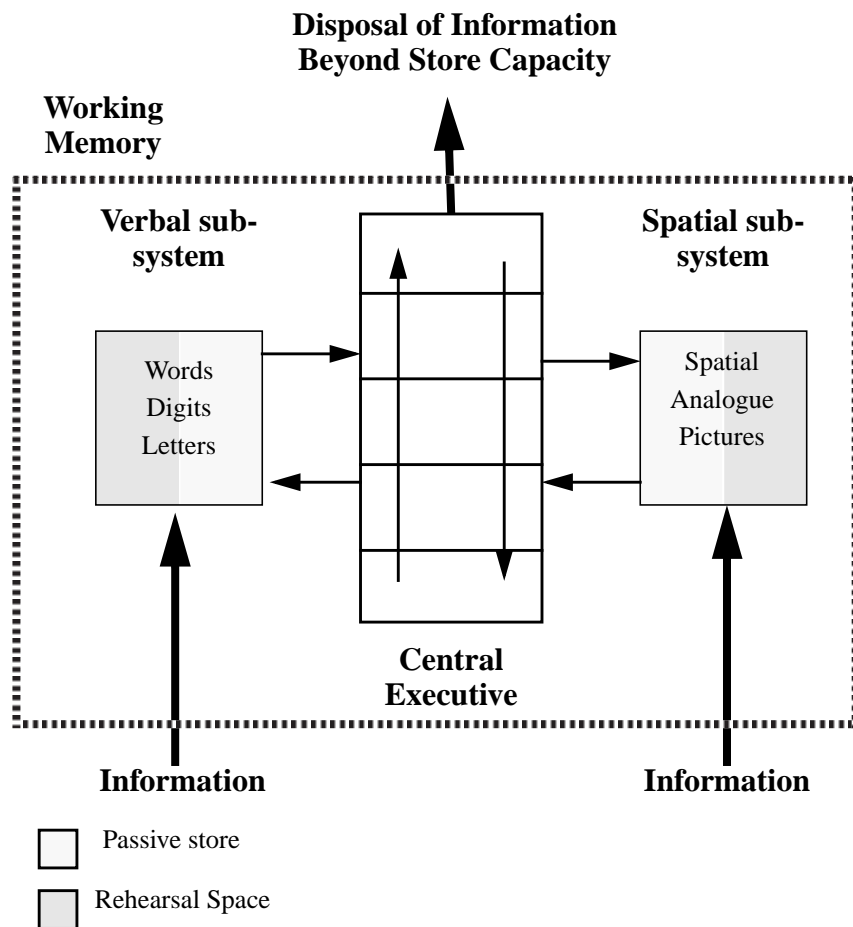 Disposal of Information
Beyond Store Capacity
Working
Memory
Verbal sub-
system
Spatial sub-
system
Words
Digits
Letters
Spatial
Analogue
Pictures
Central
Executive
Information
Information
Passive store
Rehearsal Space